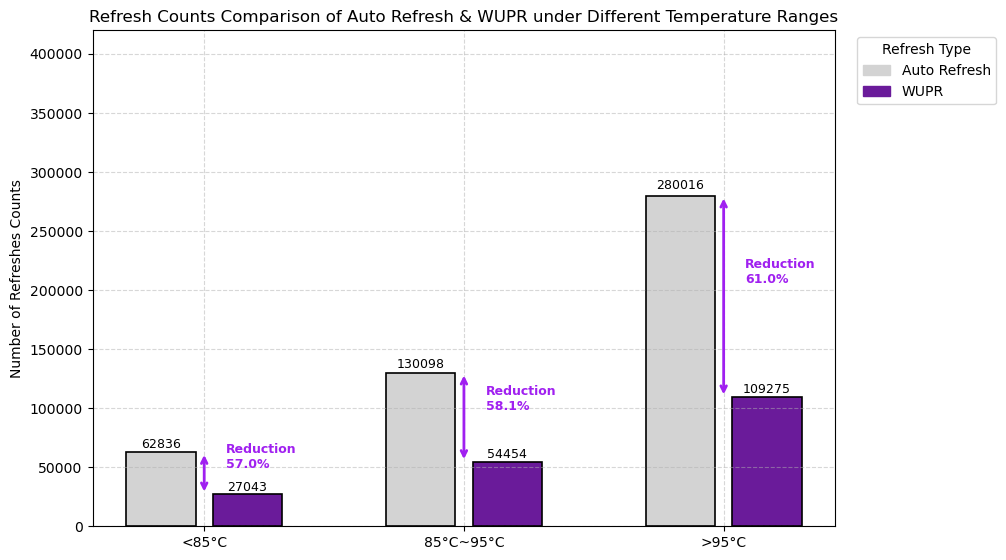 Refresh Counts Comparison of Auto Refresh & WUPR under Different Temperature Ranges
Refresh Type
Auto Refresh
WUPR
Number of Refreshes Counts
400000
350000
300000
250000
200000
150000
100000
50000
0
62836
Reduction
57.0%
27043
130098
Reduction
58.1%
54454
280016
Reduction
61.0%
109275
<85°C
85°C~95°C
>95°C